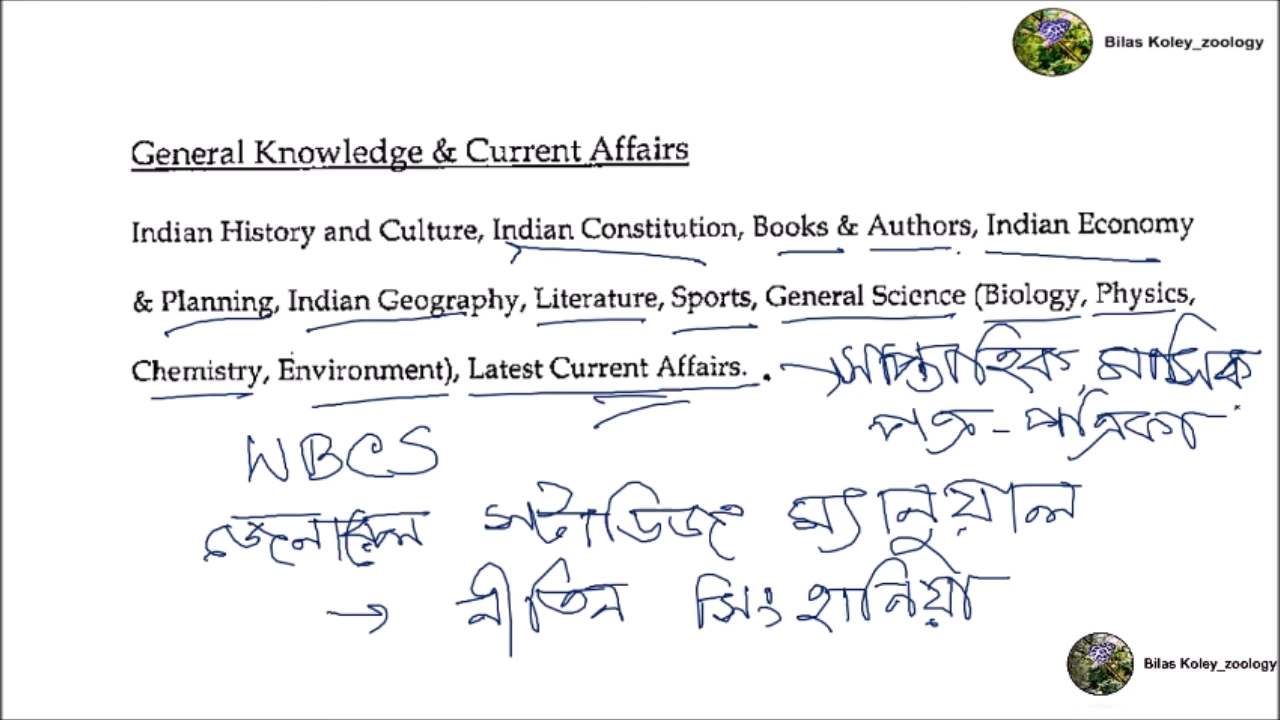 Bilas Koley_zoology
General Knowledge & Current Affairs
Indian History and Culture, Indian Constitution, Books & Authors, Indian Economy
& Planning, Indian Geography, Literature, Sports, General Science (Biology, Physics,
Chemistry, Environment), Latest Current Affairs.
সাপ্তাহিক, মাসিক
পত্র-পত্রিকা
WBCS
জেনারেল স্টাডিজ ম্যানুয়াল
→ নীতিন সিংহানিয়া
Bilas Koley_zoology